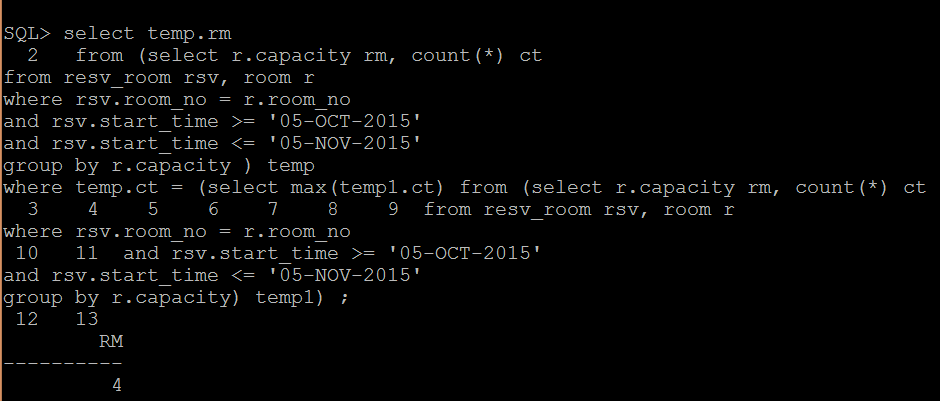 SQL> select temp.rm
  2   from (select r.capacity rm, count(*) ct
from resv_room rsv, room r
where rsv.room_no = r.room_no
and rsv.start_time >= '05-OCT-2015'
and rsv.start_time <= '05-NOV-2015'
group by r.capacity ) temp
where temp.ct = (select max(temp1.ct) from (select r.capacity rm, count(*) ct
  3    4    5    6    7    8    9  from resv_room rsv, room r
where rsv.room_no = r.room_no
 10   11  and rsv.start_time >= '05-OCT-2015'
and rsv.start_time <= '05-NOV-2015'
group by r.capacity) temp1) ;
 12   13
        RM
----------
         4